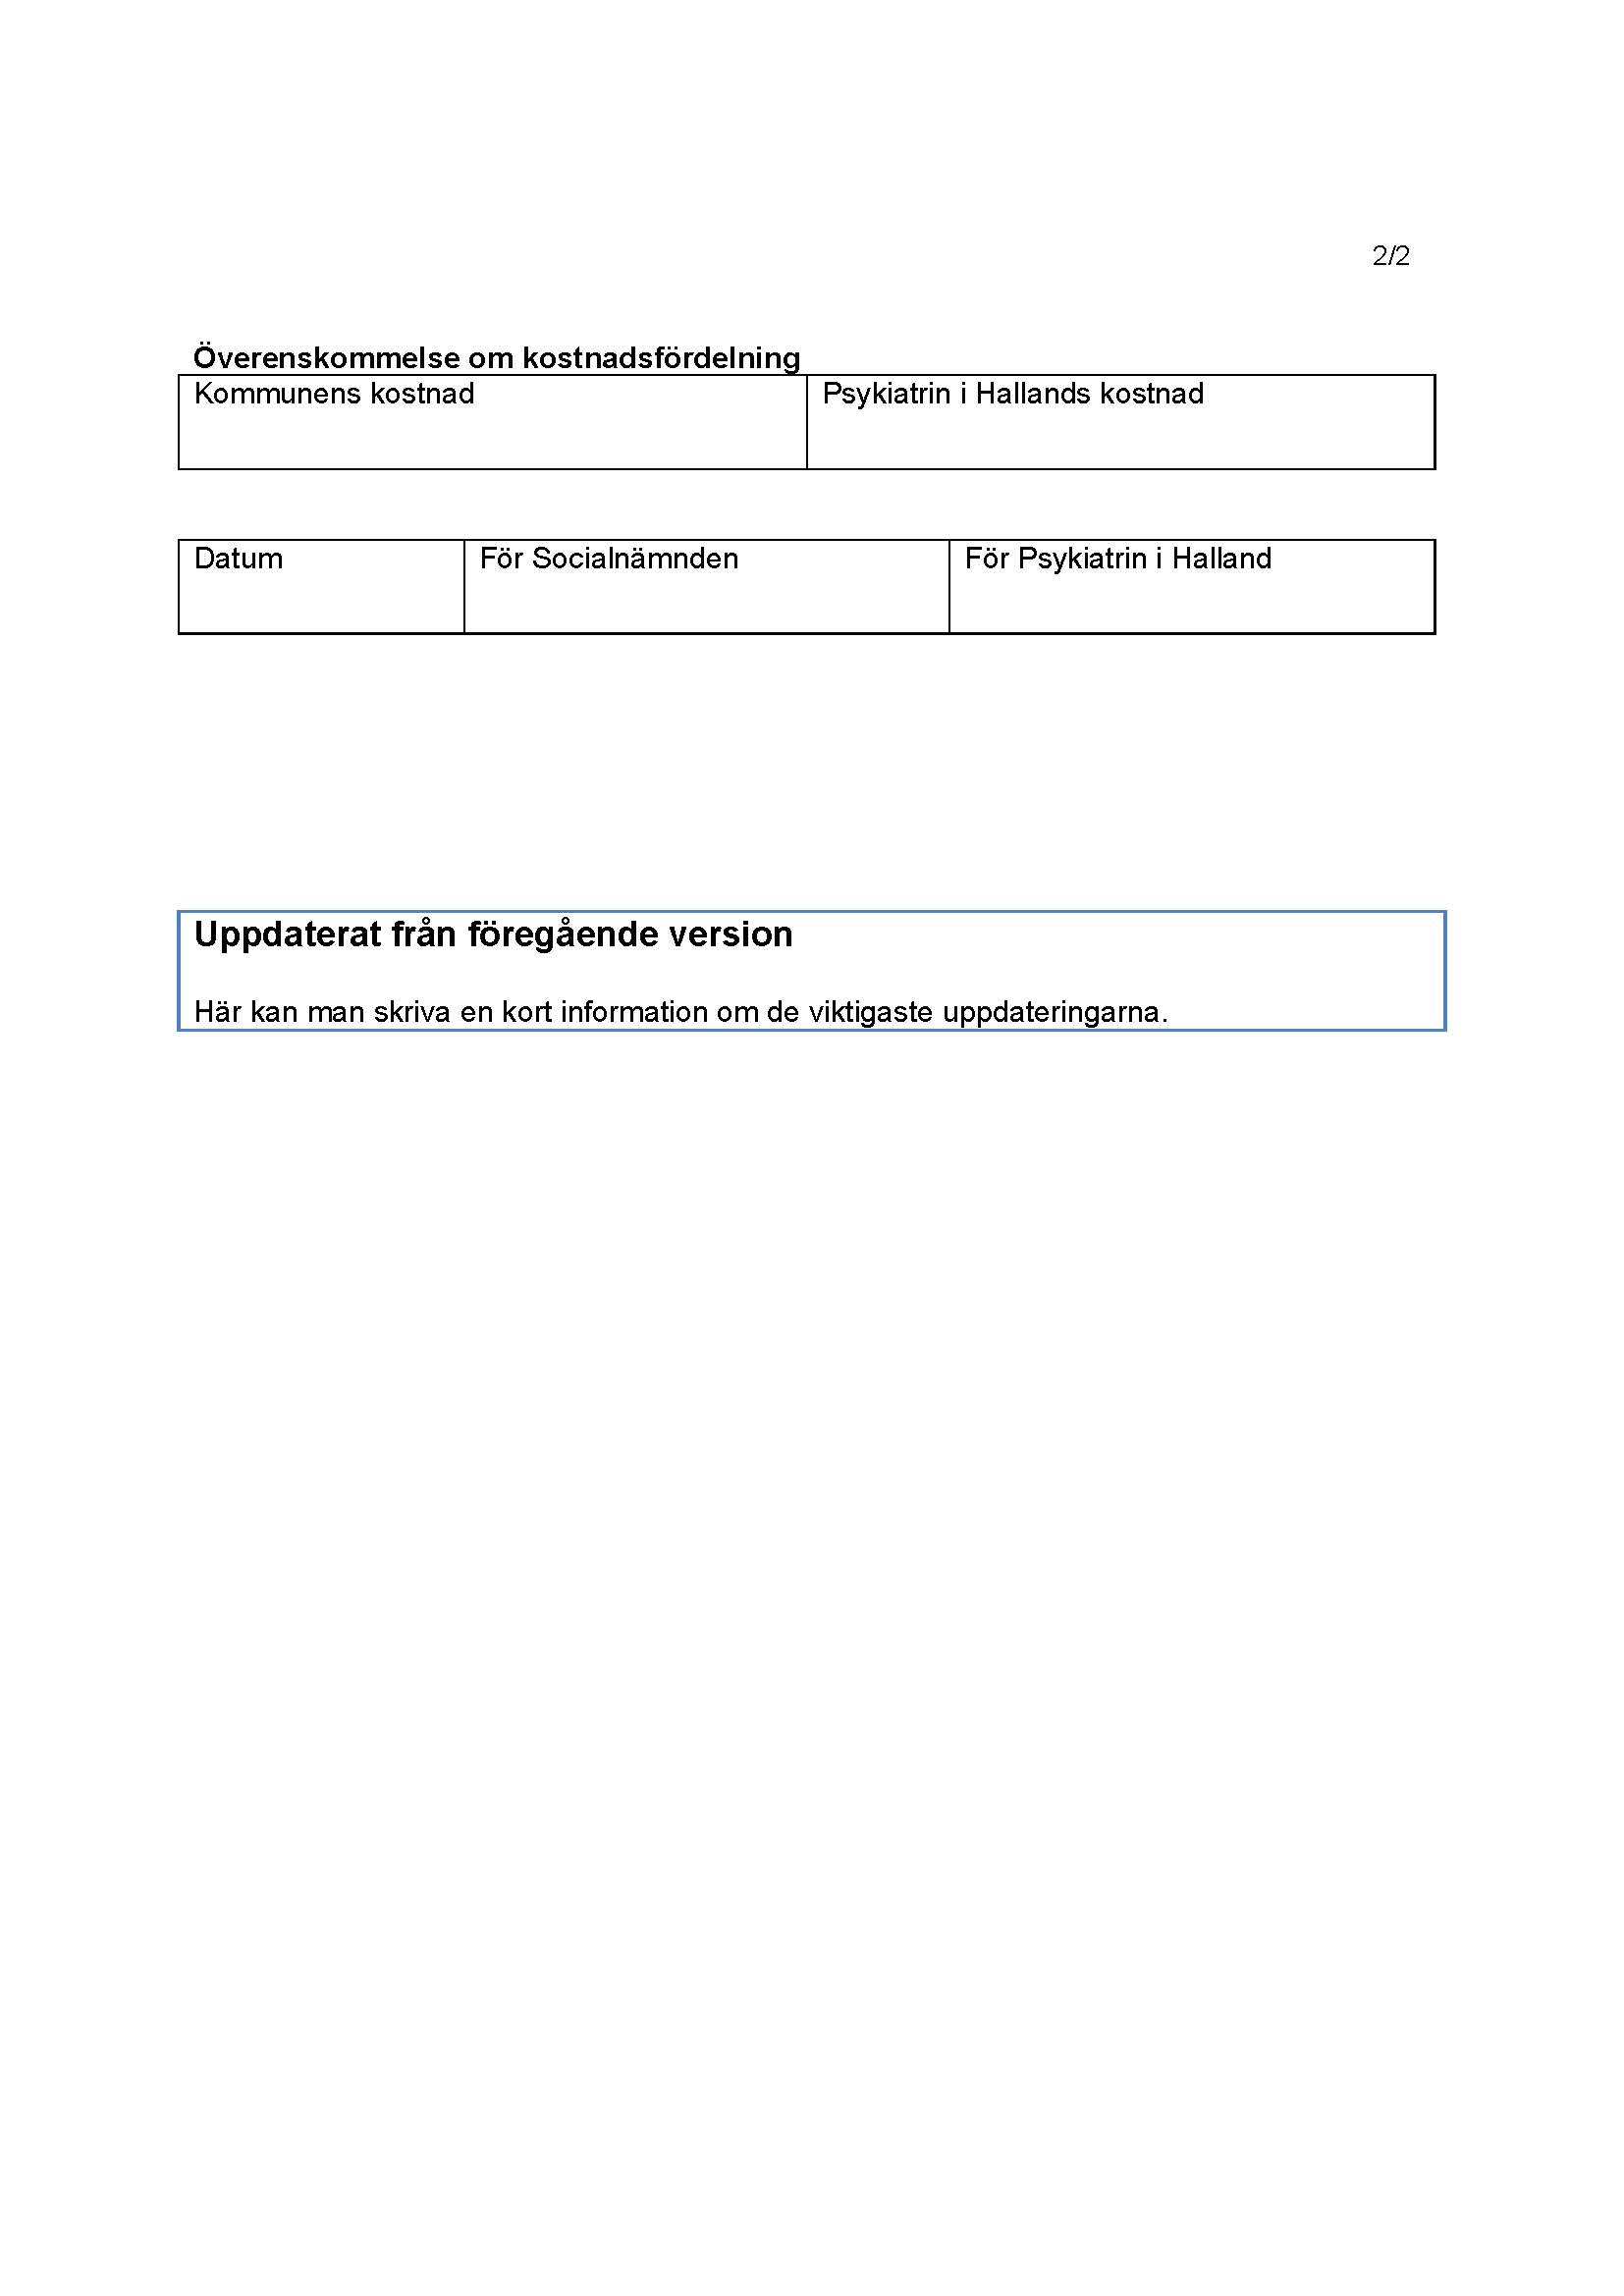 2/2
Överenskommelse om kostnadsfördelning
Kommunens kostnad Psykiatrin i Hallands kostnad
Datum För Socialnämnden För Psykiatrin i Halland
Uppdaterat från föregående version
Här kan man skriva en kort information om de viktigaste uppdateringarna.